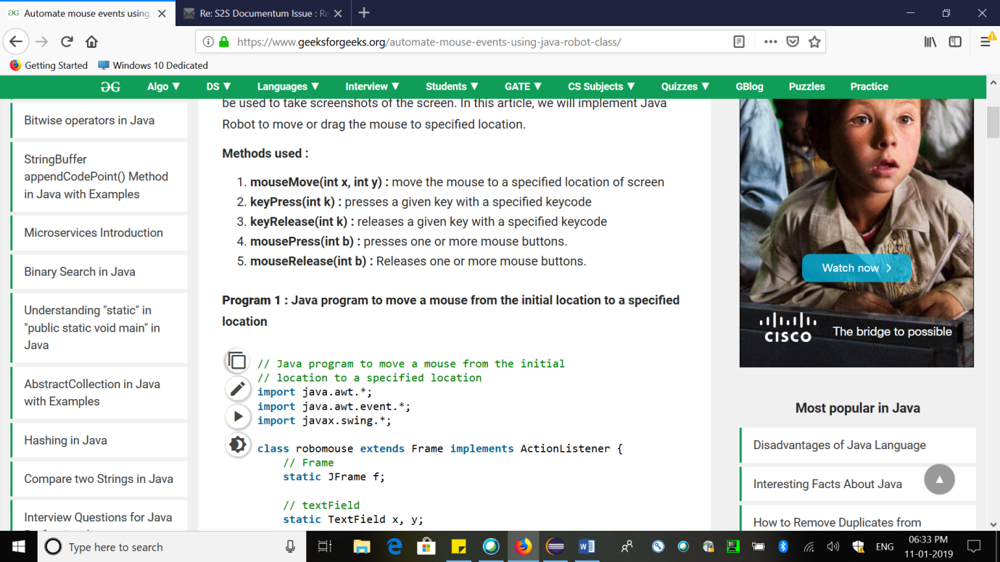 Automate mouse events using
Re: S2S Documentum Issue : Re
https://www.geeksforgeeks.org/automate-mouse-events-using-java-robot-class/
Getting Started
Windows 10 Dedicated
Algo ▼ DS ▼ Languages ▼ Interview ▼ Students ▼ GATE ▼ CS Subjects ▼ Quizzes ▼ GBlog Puzzles Practice
Bitwise operators in Java
StringBuffer
appendCodePoint() Method
in Java with Examples
Microservices Introduction
Binary Search in Java
Understanding "static" in
"public static void main" in
Java
AbstractCollection in Java
with Examples
Hashing in Java
Compare two Strings in Java
Interview Questions for Java
be used to take screenshots of the screen. In this article, we will implement Java
Robot to move or drag the mouse to specified location.
Methods used :
1. mouseMove(int x, int y) : move the mouse to a specified location of screen
2. keyPress(int k) : presses a given key with a specified keycode
3. keyRelease(int k) : releases a given key with a specified keycode
4. mousePress(int b) : presses one or more mouse buttons.
5. mouseRelease(int b) : Releases one or more mouse buttons.
Program 1 : Java program to move a mouse from the initial location to a specified
location
// Java program to move a mouse from the initial
// location to a specified location
import java.awt.*;
import java.awt.event.*;
import javax.swing.*;
class robomouse extends Frame implements ActionListener {
// Frame
static JFrame f;
// textField
static TextField x, y;
Watch now
CISCO
The bridge to possible
Most popular in Java
Disadvantages of Java Language
Interesting Facts About Java
How to Remove Duplicates from
Type here to search
ENG
06:33 PM
11-01-2019